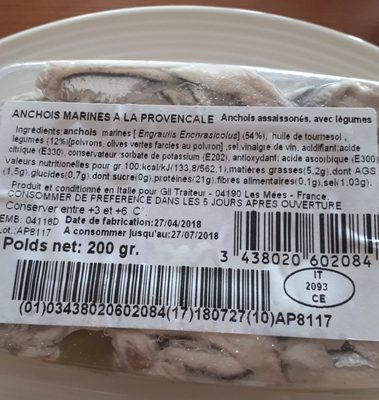 ANCHOIS MARINES A LA PROVENCALE Anchois assaissonés, avec légumes
Ingrédients:anchois marines [ Engraulis Enchrasicolus] (54%), huile de tournesol ,
légumes (12%)[poivrons, olives vertes farcies au poivron] ,sel,vinaigre de vin, acidifiant:acide
citrique (E330), conservateur :sorbate de potassium (E202), antioxydant: acide ascorbique (E300)
Valeurs nutritionnelles pour gr.100:kcal/kJ(133,8/562,1),matières grasses(5,2g),dont AGS
(1,5g),glucides(0,7g),dont sucre(0g),protéines(21g),fibres alimentaires(0,1g),sel(1,03g).
Produit et conditionné en Italie pour Gil Traiteur - 04190 Les Mees - France.
CONSOMMER DE PREFERENCE DANS LES 5 JOURS APRES OUVERTURE
Conserver entre +3 et +6 C.
EMB: 04116D Date de fabrication:27/04/2018
Lot.:AP8117 A consommer jusqu'au:27/07/2018
Poids net: 200 gr.
3 438020 602084
IT
2093
CE
(01)03438020602084(17)180727(10)AP8117